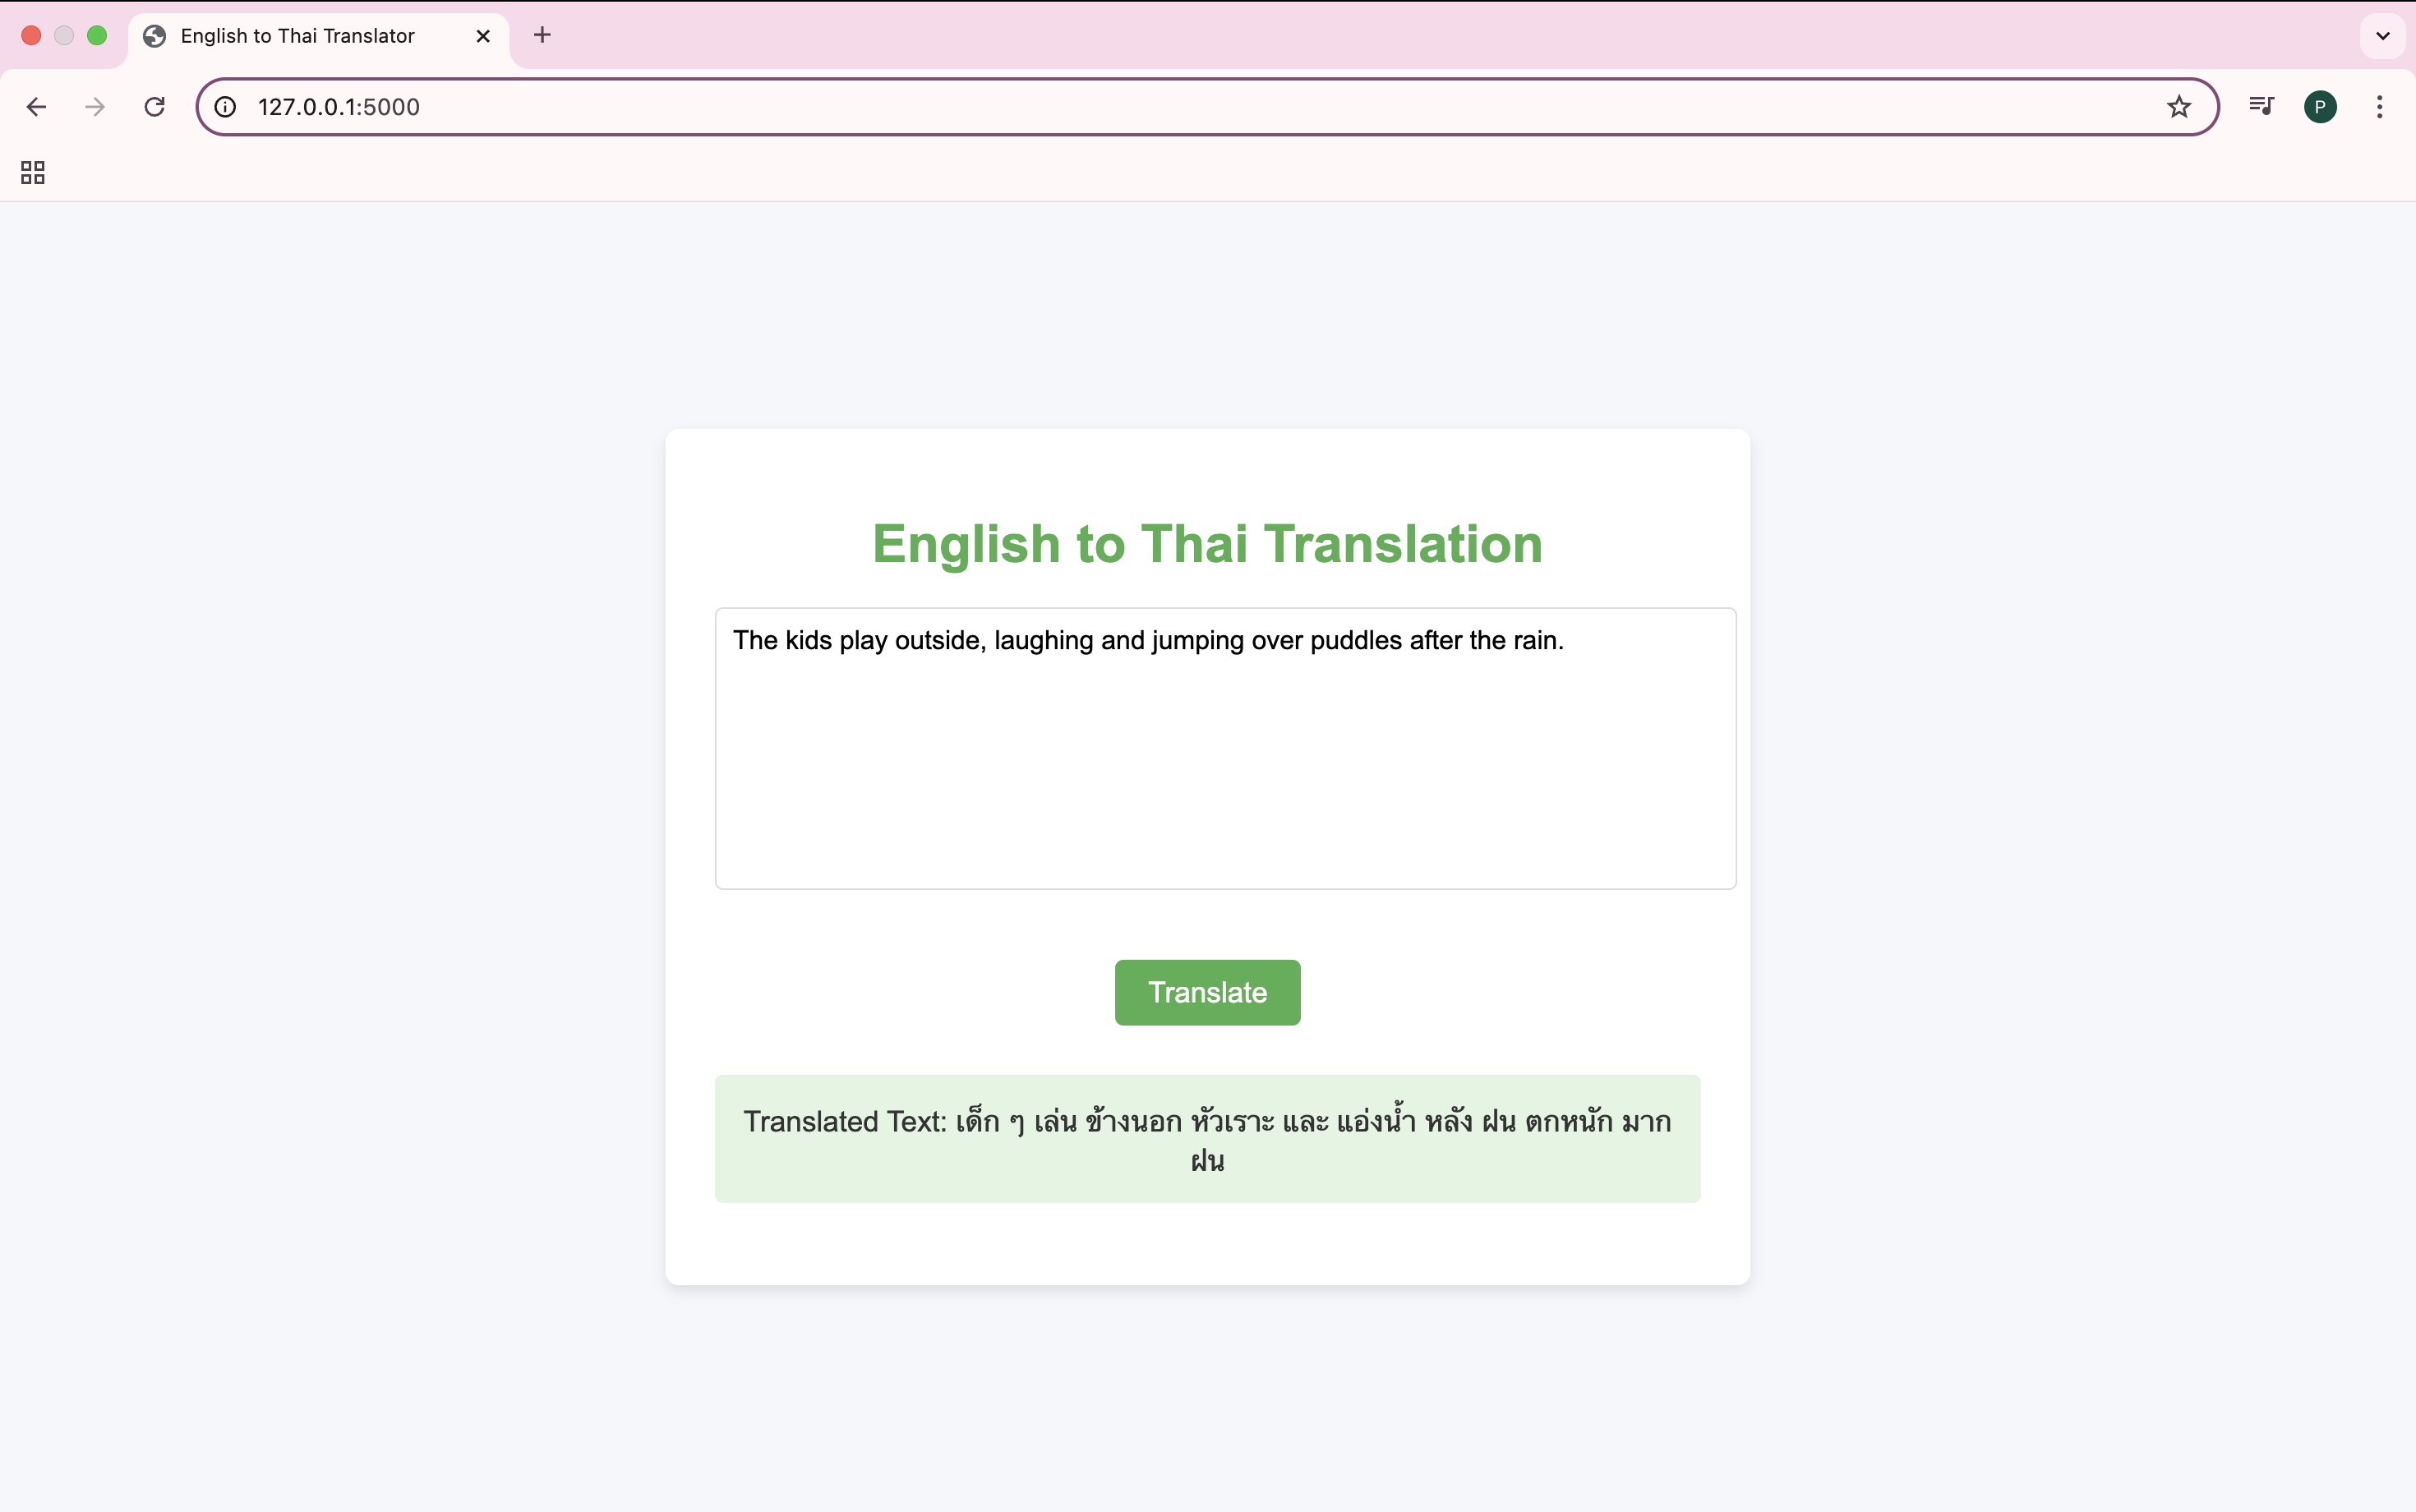 English to Thai Translator
127.0.0.1:5000
P
English to Thai Translation
The kids play outside, laughing and jumping over puddles after the rain.
Translate
Translated Text: เด็ก ๆ เล่น ข้างนอก หัวเราะ และ แอ่งน้ำ หลัง ฝน ตกหนัก มาก
ฝน